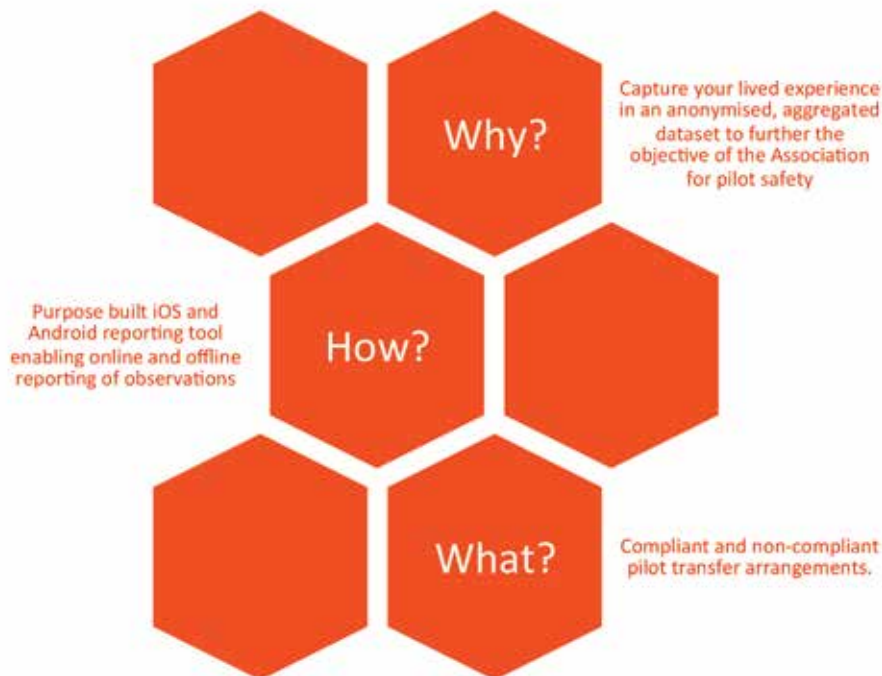 Why?
Capture your lived experience
in an anonymised, aggregated
dataset to further the
objective of the Association
for pilot safety
Purpose built iOS and
Android reporting tool
enabling online and offline
reporting of observations
How?
What?
Compliant and non-compliant
pilot transfer arrangements.